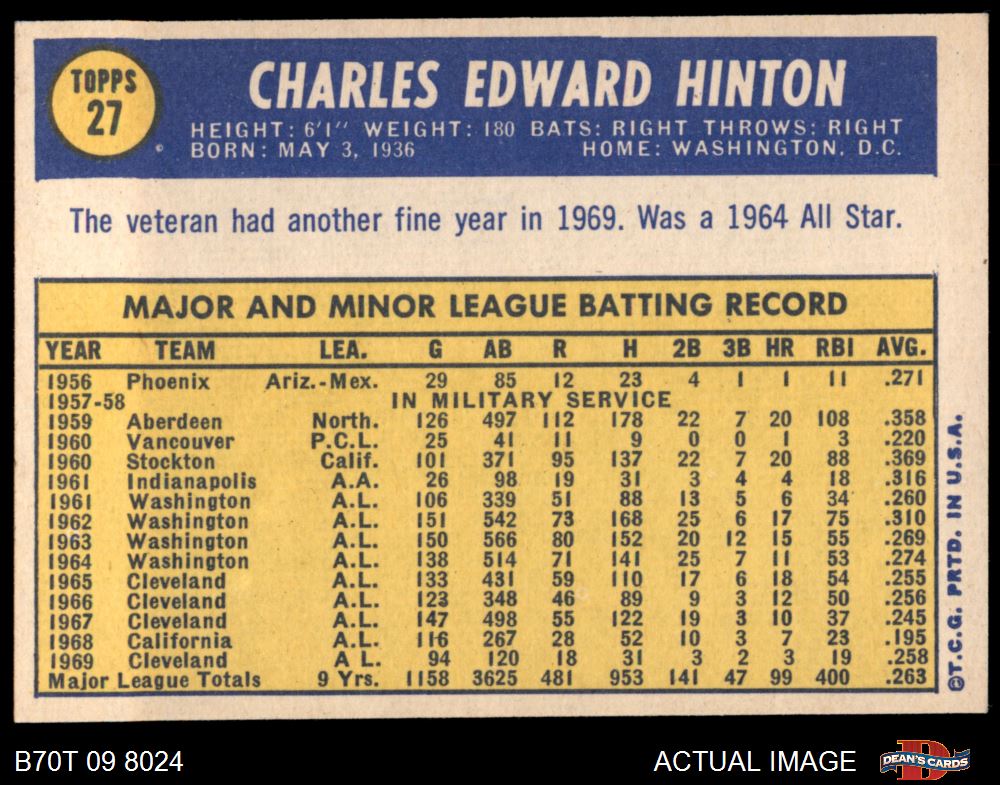 TOPPS
27
CHARLES EDWARD HINTON
HEIGHT: 6'1" WEIGHT: 180 BATS: RIGHT THROWS: RIGHT
BORN: MAY 3, 1936 HOME: WASHINGTON, D.C.
The veteran had another fine year in 1969. Was a 1964 All Star.
MAJOR AND MINOR LEAGUE BATTING RECORD
YEAR TEAM LEA. G AB R H 2B 3B HR RBI AVG.
1956 Phoenix Ariz.-Mex. 29 85 12 23 4 1 1 11 .271
1957-58 IN MILITARY SERVICE
1959 Aberdeen North. 126 497 112 178 22 7 20 108 .358
1960 Vancouver P.C.L. 25 41 11 9 0 0 1 3 .220
1960 Stockton Calif. 101 371 95 137 22 7 20 88 .369
1961 Indianapolis A.A. 26 98 19 31 3 4 4 18 .316
1961 Washington A.L. 106 339 51 88 13 5 6 34 .260
1962 Washington A.L. 151 542 73 168 25 6 17 75 .310
1963 Washington A.L. 150 566 80 152 20 12 15 55 .269
1964 Washington A.L. 138 514 71 141 25 7 11 53 .274
1965 Cleveland A.L. 133 431 59 110 17 6 18 54 .255
1966 Cleveland A.L. 123 348 46 89 9 3 12 50 .256
1967 Cleveland A.L. 147 498 55 122 19 3 10 37 .245
1968 California A.L. 116 267 28 52 10 3 7 23 .195
1969 Cleveland A L. 94 120 18 31 3 2 3 19 .258
Major League Totals 9 Yrs. 1158 3625 481 953 141 47 99 400 .263
©T.C.G. PRTD. IN U.S.A.
B70T 09 8024 ACTUAL IMAGE
D
DEAN'S CARDS